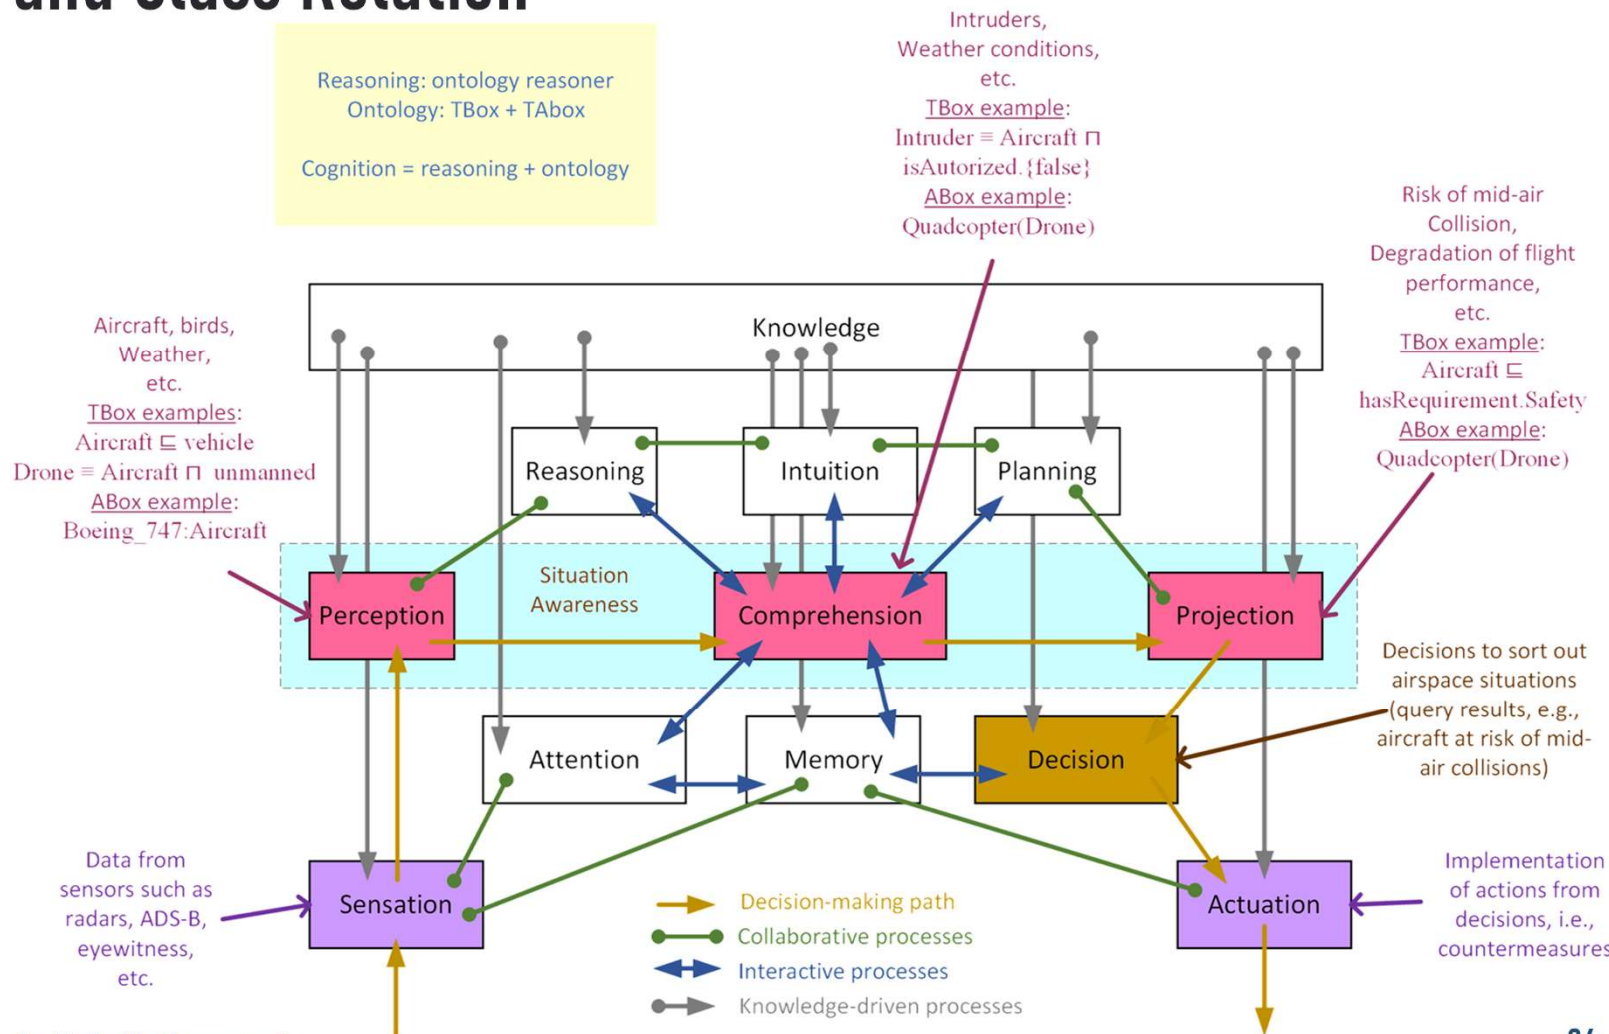 and Class Relation
Reasoning: ontology reasoner
Ontology: TBox + TAbox
Cognition = reasoning + ontology
Intruders,
Weather conditions,
etc.
TBox example:
Intruder ≡ Aircraft ⊓
isAutorized.{false}
ABox example:
Quadcopter(Drone)
Risk of mid-air
Collision,
Degradation of flight
performance,
etc.
TBox example:
Aircraft ⊑
hasRequirement.Safety
ABox example:
Quadcopter(Drone)
Aircraft, birds,
Weather,
etc.
TBox examples:
Aircraft ⊑ vehicle
Drone ≡ Aircraft ⊓ unmanned
ABox example:
Boeing_747:Aircraft
Knowledge
Reasoning
Intuition
Planning
Situation
Awareness
Perception
Comprehension
Projection
Decisions to sort out
airspace situations
(query results, e.g.,
aircraft at risk of mid-
air collisions)
Attention
Memory
Decision
Data from
sensors such as
radars, ADS-B,
eyewitness,
etc.
Sensation
Actuation
Implementation
of actions from
decisions, i.e.,
countermeasures
Decision-making path
Collaborative processes
Interactive processes
Knowledge-driven processes